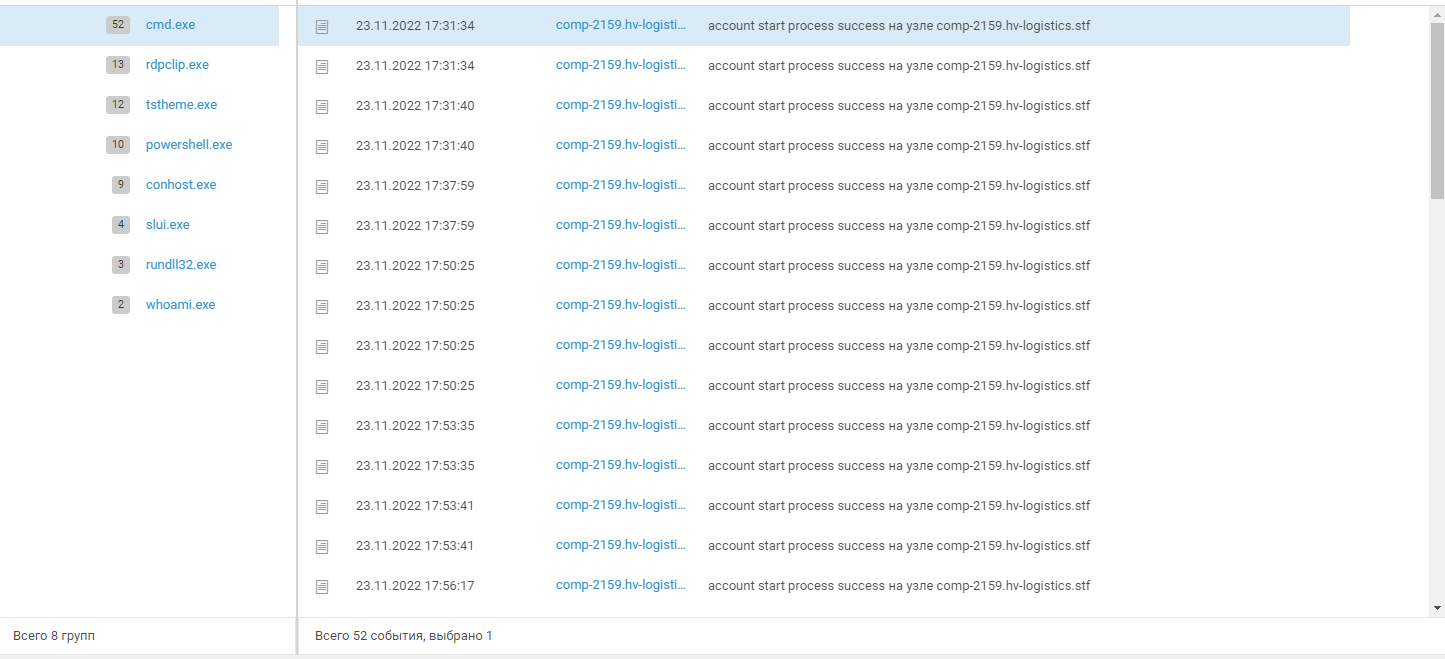 52 cmd.exe
13 rdpclip.exe
12 tstheme.exe
10 powershell.exe
9 conhost.exe
4 slui.exe
3 rundll32.exe
2 whoami.exe
Всего 8 групп
23.11.2022 17:31:34 comp-2159.hv-logisti... account start process success на узле comp-2159.hv-logistics.stf
23.11.2022 17:31:34 comp-2159.hv-logisti... account start process success на узле comp-2159.hv-logistics.stf
23.11.2022 17:31:40 comp-2159.hv-logisti... account start process success на узле comp-2159.hv-logistics.stf
23.11.2022 17:31:40 comp-2159.hv-logisti... account start process success на узле comp-2159.hv-logistics.stf
23.11.2022 17:37:59 comp-2159.hv-logisti... account start process success на узле comp-2159.hv-logistics.stf
23.11.2022 17:37:59 comp-2159.hv-logisti... account start process success на узле comp-2159.hv-logistics.stf
23.11.2022 17:50:25 comp-2159.hv-logisti... account start process success на узле comp-2159.hv-logistics.stf
23.11.2022 17:50:25 comp-2159.hv-logisti... account start process success на узле comp-2159.hv-logistics.stf
23.11.2022 17:50:25 comp-2159.hv-logisti... account start process success на узле comp-2159.hv-logistics.stf
23.11.2022 17:50:25 comp-2159.hv-logisti... account start process success на узле comp-2159.hv-logistics.stf
23.11.2022 17:53:35 comp-2159.hv-logisti... account start process success на узле comp-2159.hv-logistics.stf
23.11.2022 17:53:35 comp-2159.hv-logisti... account start process success на узле comp-2159.hv-logistics.stf
23.11.2022 17:53:41 comp-2159.hv-logisti... account start process success на узле comp-2159.hv-logistics.stf
23.11.2022 17:53:41 comp-2159.hv-logisti... account start process success на узле comp-2159.hv-logistics.stf
23.11.2022 17:56:17 comp-2159.hv-logisti... account start process success на узле comp-2159.hv-logistics.stf
Всего 52 события, выбрано 1